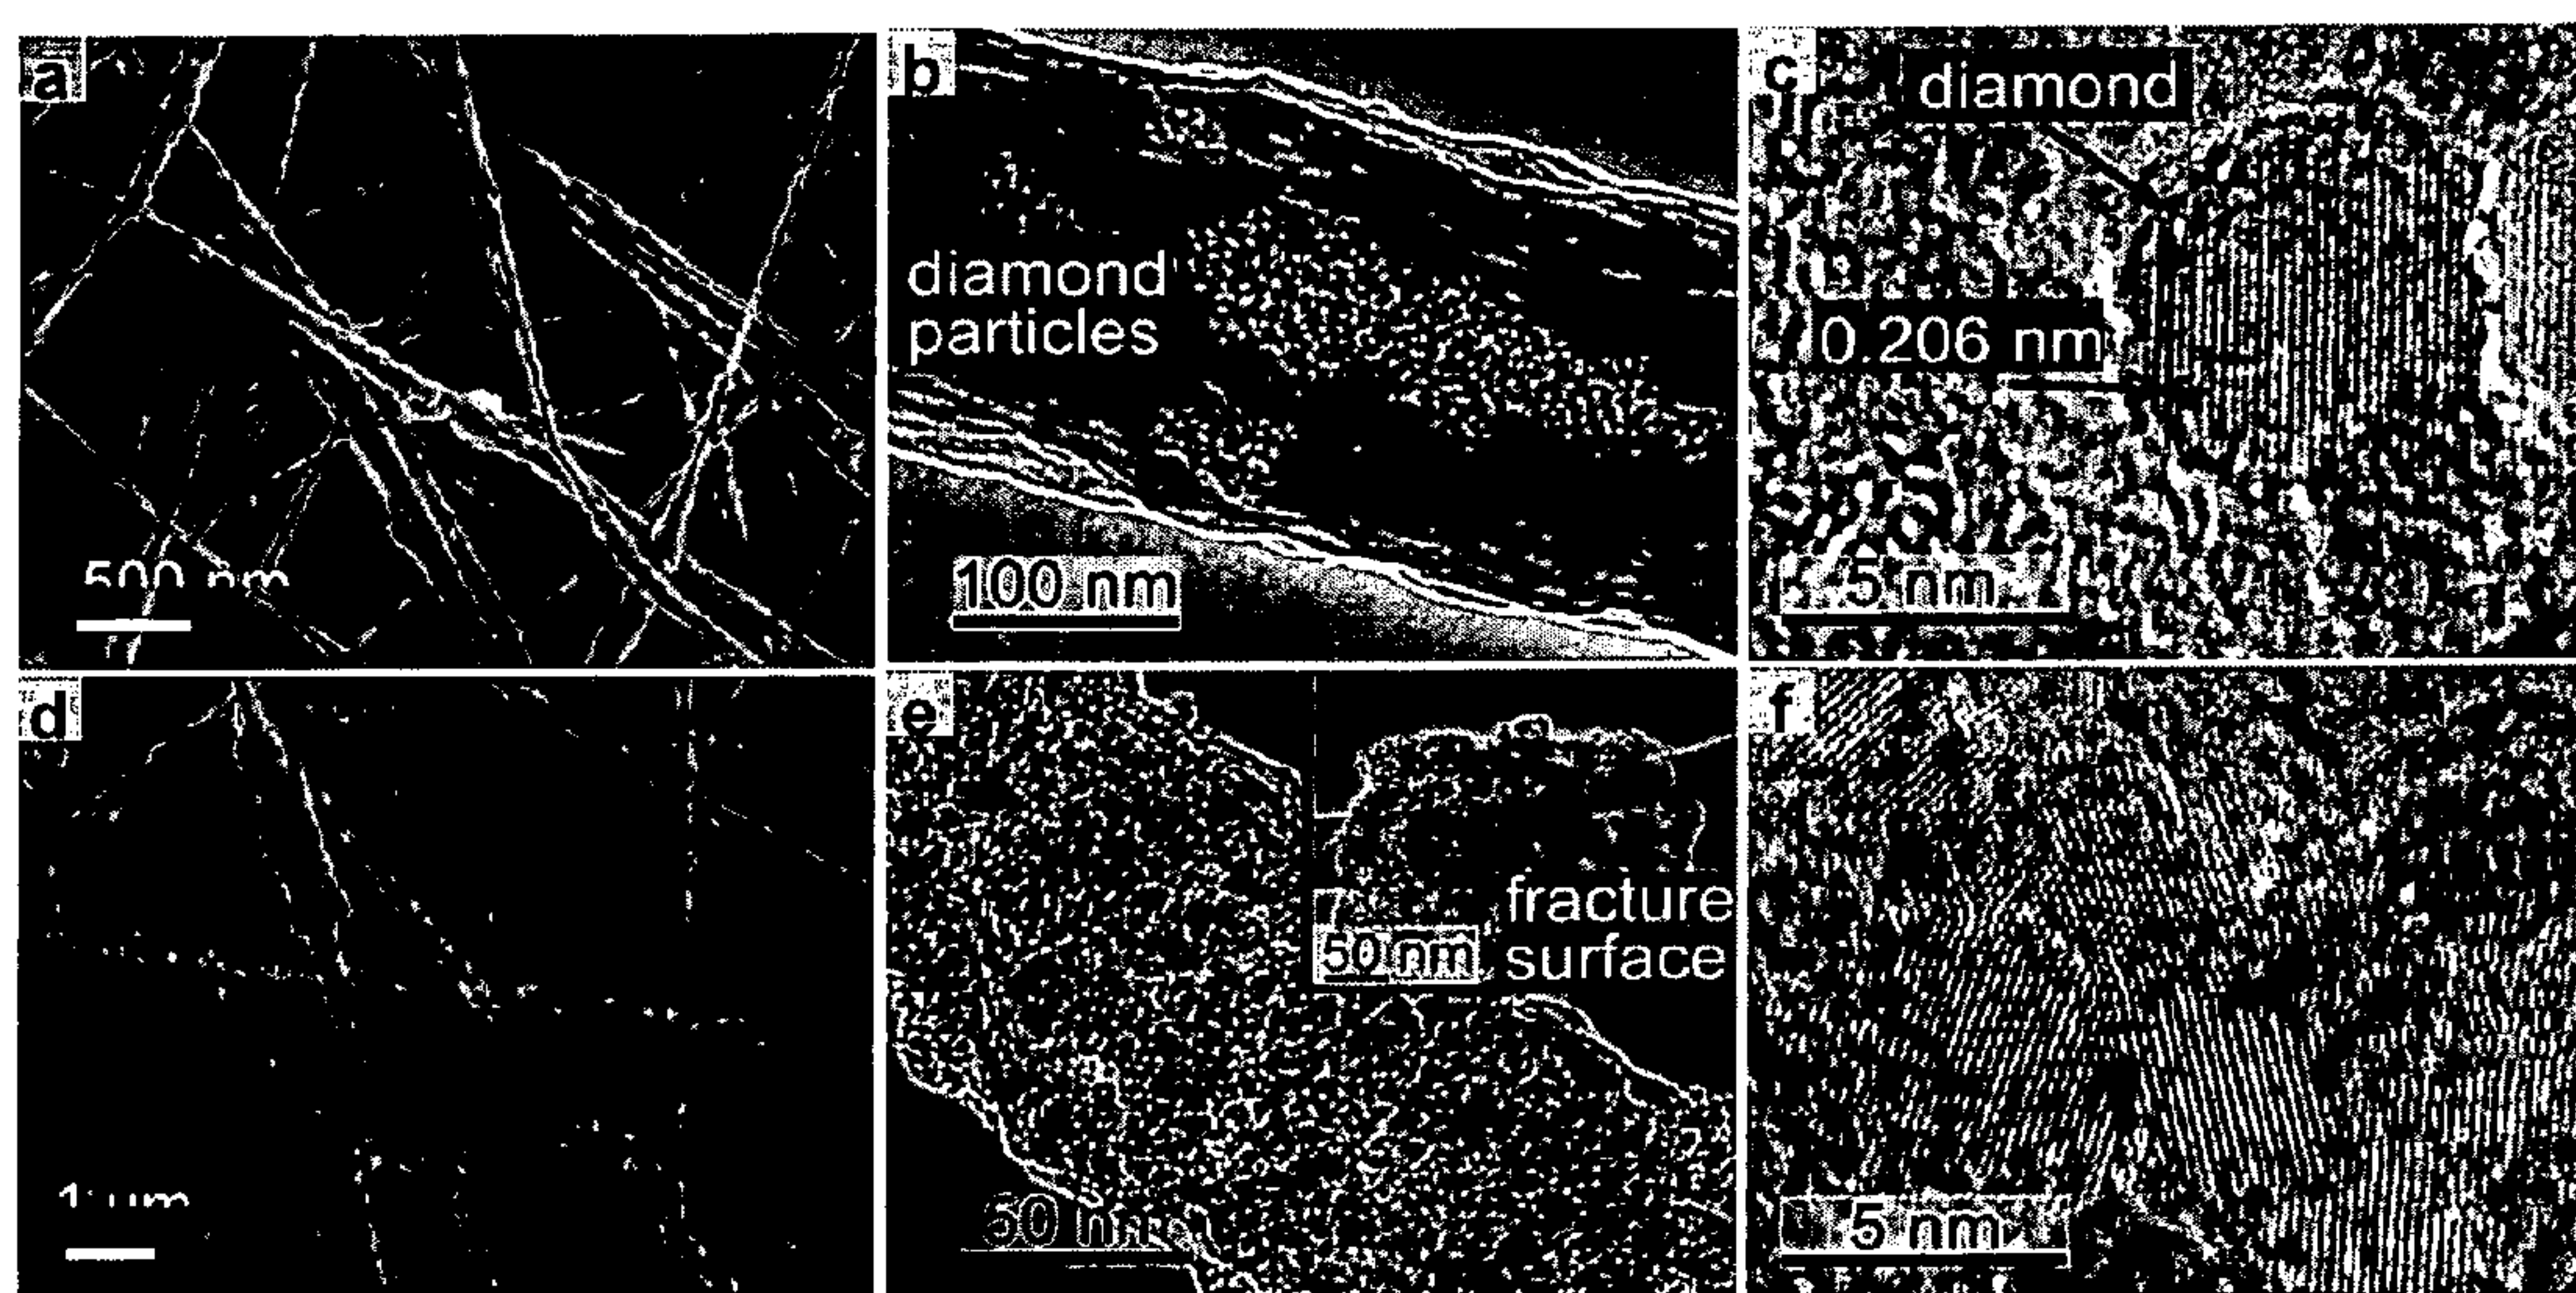 a
500 nm
b
diamond
particles
100 nm
c
diamond
0.206 nm
5 nm
d
1 µm
e
fracture
surface
50 nm
50 nm
f
5 nm